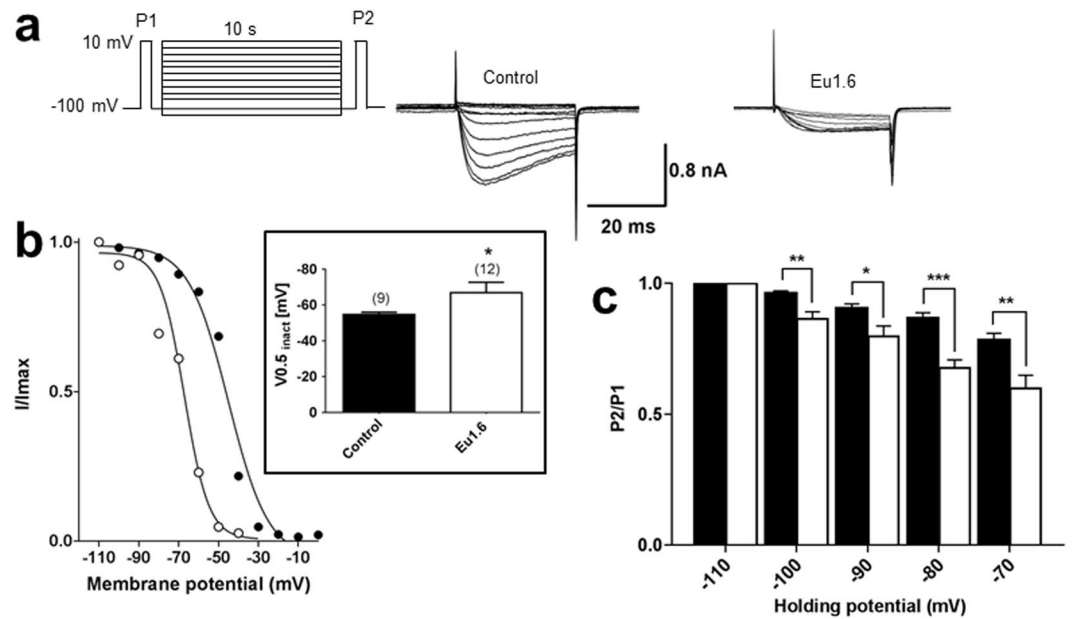 a
P1
10 s
P2
10 mV
-100 mV
Control
Eu1.6
0.8 nA
20 ms
b
1.0
0.5
0.0
I/Imax
-110 -90 -70 -50 -30 -10
Membrane potential (mV)
-80
-60
-40
-20
0
V0.5 inact [mV]
(9)
*
(12)
Control
Eu1.6
c
1.0
0.5
0.0
P2/P1
**
*
***
**
-110
-100
-90
-80
-70
Holding potential (mV)